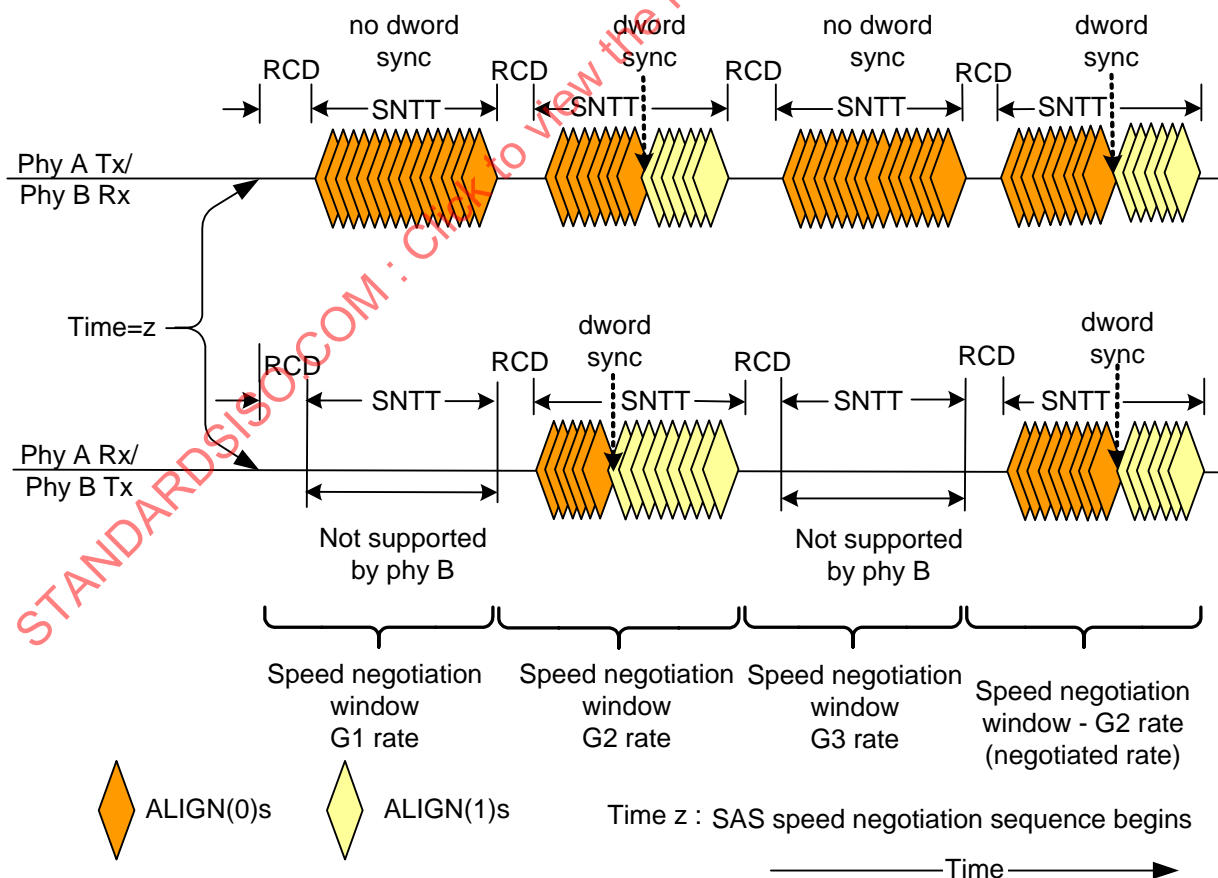 no dword
sync
dword
sync
no dword
sync
dword
sync
RCD
RCD
RCD
RCD
SNTT
SNTT
SNTT
SNTT
Phy A Tx/
Phy B Rx
Time=z
dword
sync
dword
sync
RCD
RCD
RCD
RCD
SNTT
SNTT
SNTT
SNTT
Phy A Rx/
Phy B Tx
Not supported
by phy B
Not supported
by phy B
Speed negotiation
window
G1 rate
Speed negotiation
window
G2 rate
Speed negotiation
window
G3 rate
Speed negotiation
window - G2 rate
(negotiated rate)
ALIGN(0)s
ALIGN(1)s
Time z : SAS speed negotiation sequence begins
Time
STANDARDSISO.COM : Click to view the